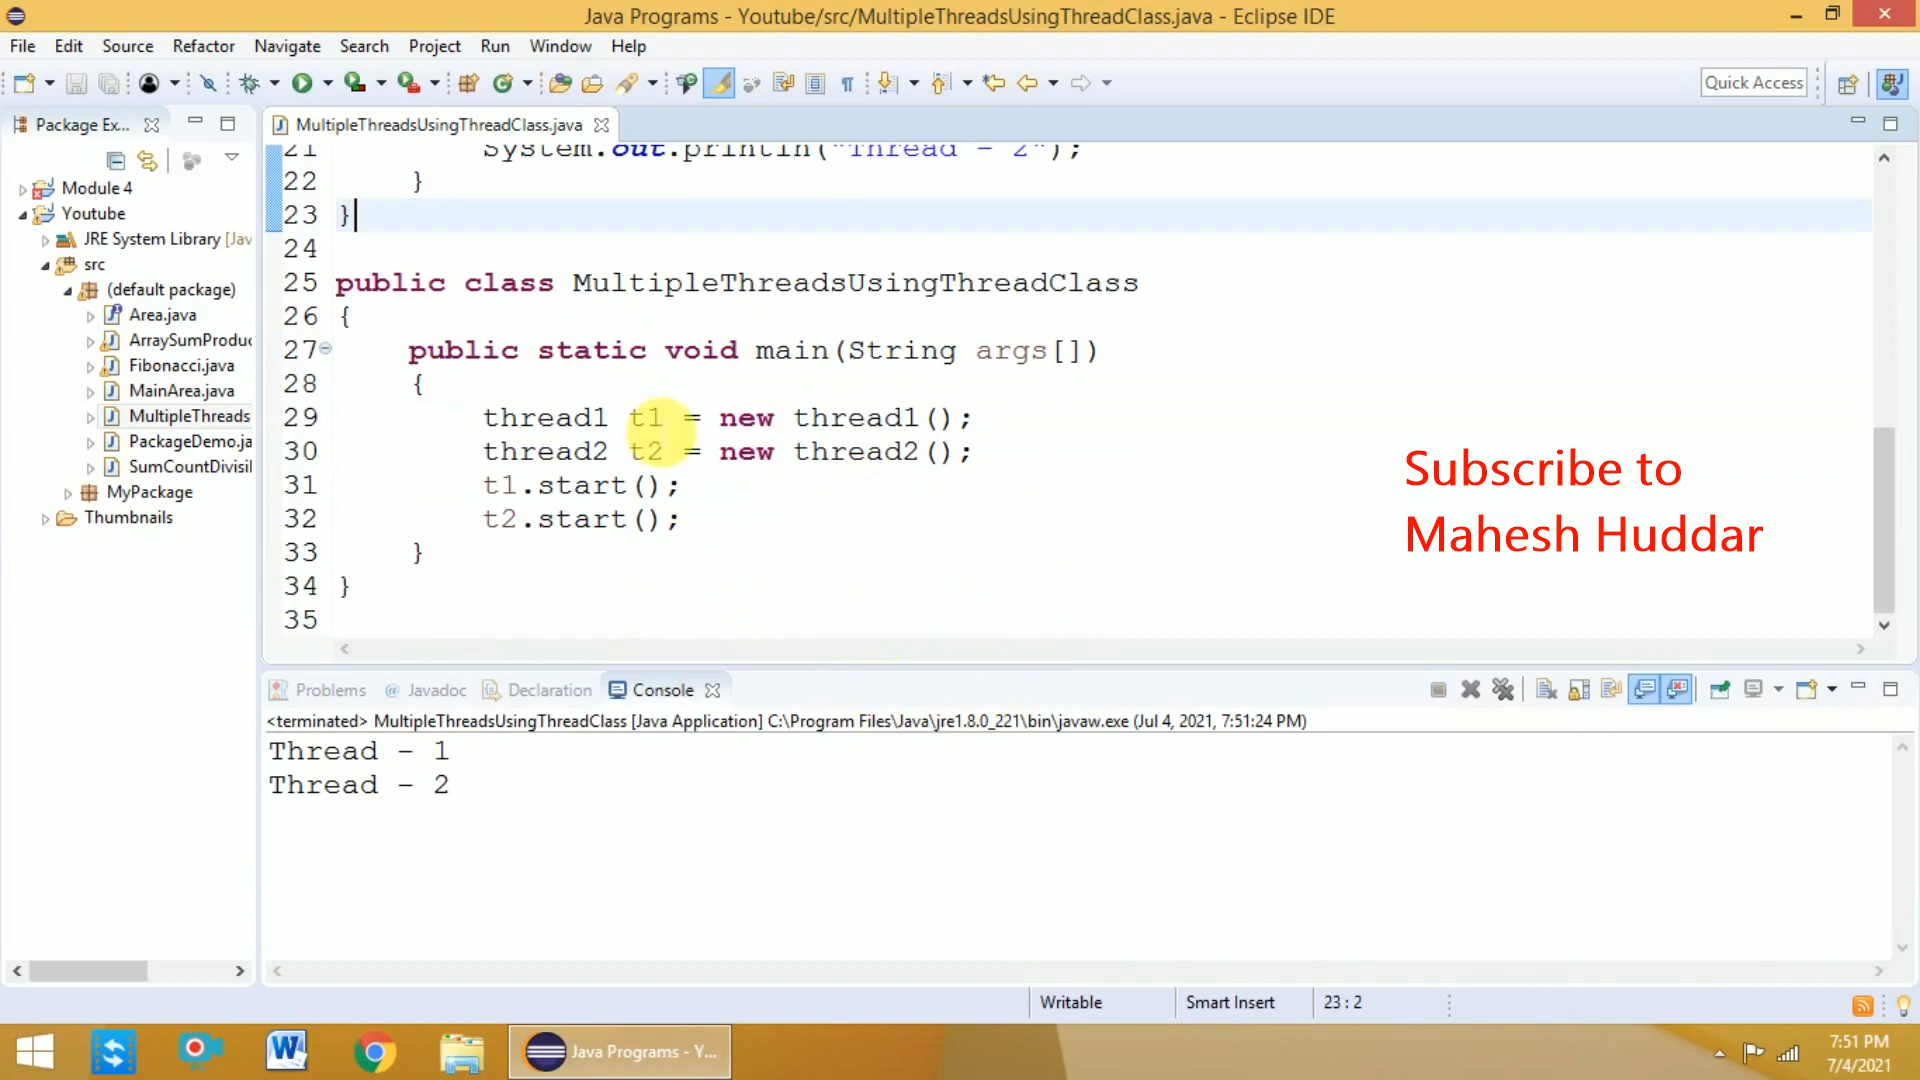 Java Programs - Youtube/src/MultipleThreadsUsingThreadClass.java - Eclipse IDE
File Edit Source Refactor Navigate Search Project Run Window Help
Quick Access
Package Ex...
MultipleThreadsUsingThreadClass.java
Module 4
Youtube
JRE System Library [Jav
src
(default package)
Area.java
ArraySumProduc
Fibonacci.java
MainArea.java
MultipleThreads
PackageDemo.ja
SumCountDivisil
MyPackage
Thumbnails
21 System.out.println("Thread - 2");
22 }
23 }
24
25 public class MultipleThreadsUsingThreadClass
26 {
27 public static void main(String args[])
28 {
29 thread1 t1 = new thread1();
30 thread2 t2 = new thread2();
31 t1.start();
32 t2.start();
33 }
34 }
35
Subscribe to
Mahesh Huddar
Problems @ Javadoc Declaration Console
<terminated> MultipleThreadsUsingThreadClass [Java Application] C:\Program Files\Java\jre1.8.0_221\bin\javaw.exe (Jul 4, 2021, 7:51:24 PM)
Thread - 1
Thread - 2
Writable Smart Insert 23 : 2
Java Programs - Y...
7:51 PM
7/4/2021